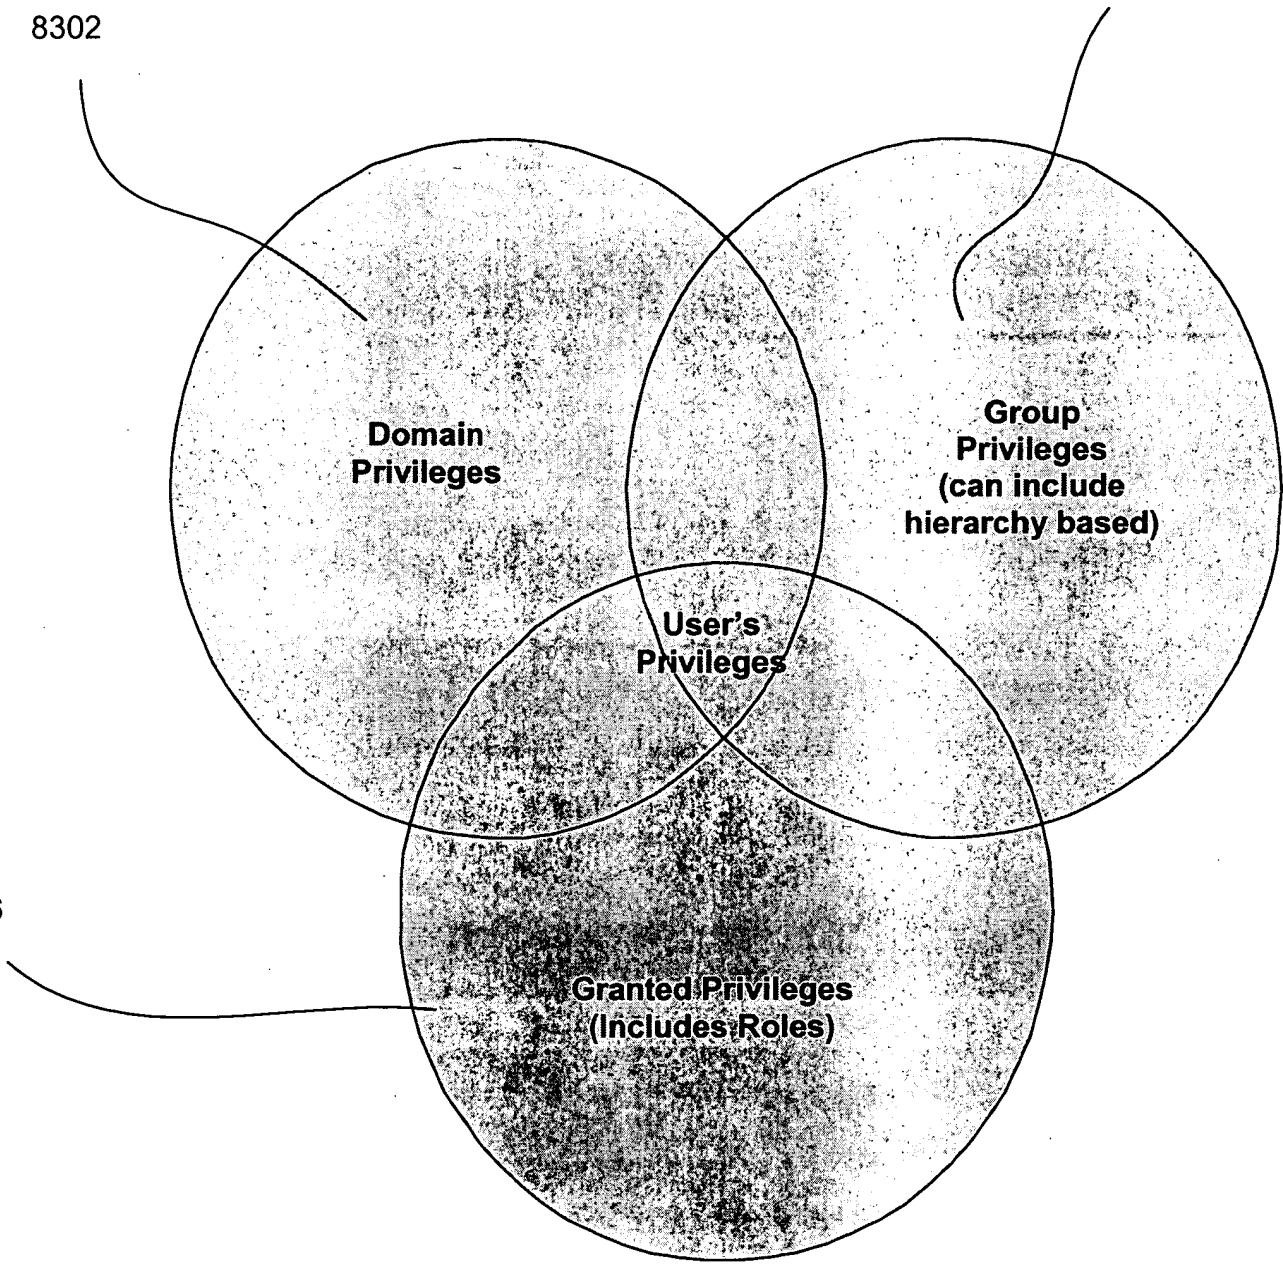 8302
Domain
Privileges
Group
Privileges
(can include
hierarchy based)
User's
Privileges
Granted Privileges
(Includes Roles)